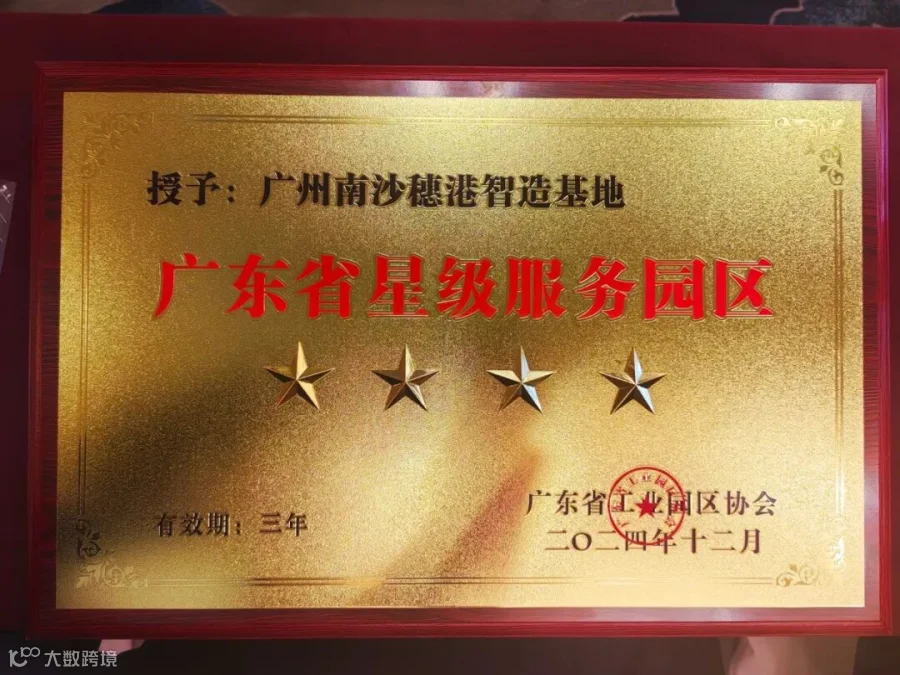 授予：广州南沙穗港智造基地
广东省星级服务园区
有效期：三年
广东省工业园区协会
二〇二四年十二月
大数跨境